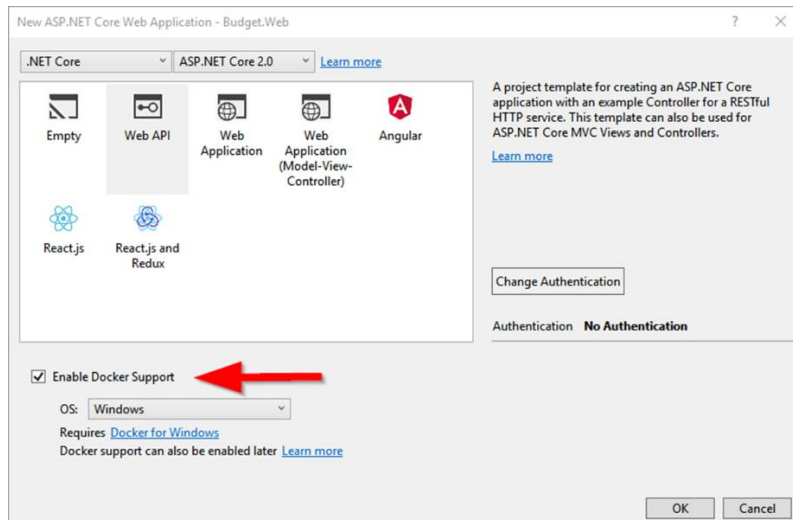 New ASP.NET Core Web Application - Budget.Web
.NET Core
ASP.NET Core 2.0
Learn more
Empty
Web API
Web
Application
Web
Application
(Model-View-
Controller)
Angular
React.js
React.js and
Redux
A project template for creating an ASP.NET Core
application with an example Controller for a RESTful
HTTP service. This template can also be used for
ASP.NET Core MVC Views and Controllers.
Learn more
Change Authentication
Authentication No Authentication
Enable Docker Support
OS: Windows
Requires Docker for Windows
Docker support can also be enabled later Learn more
OK
Cancel